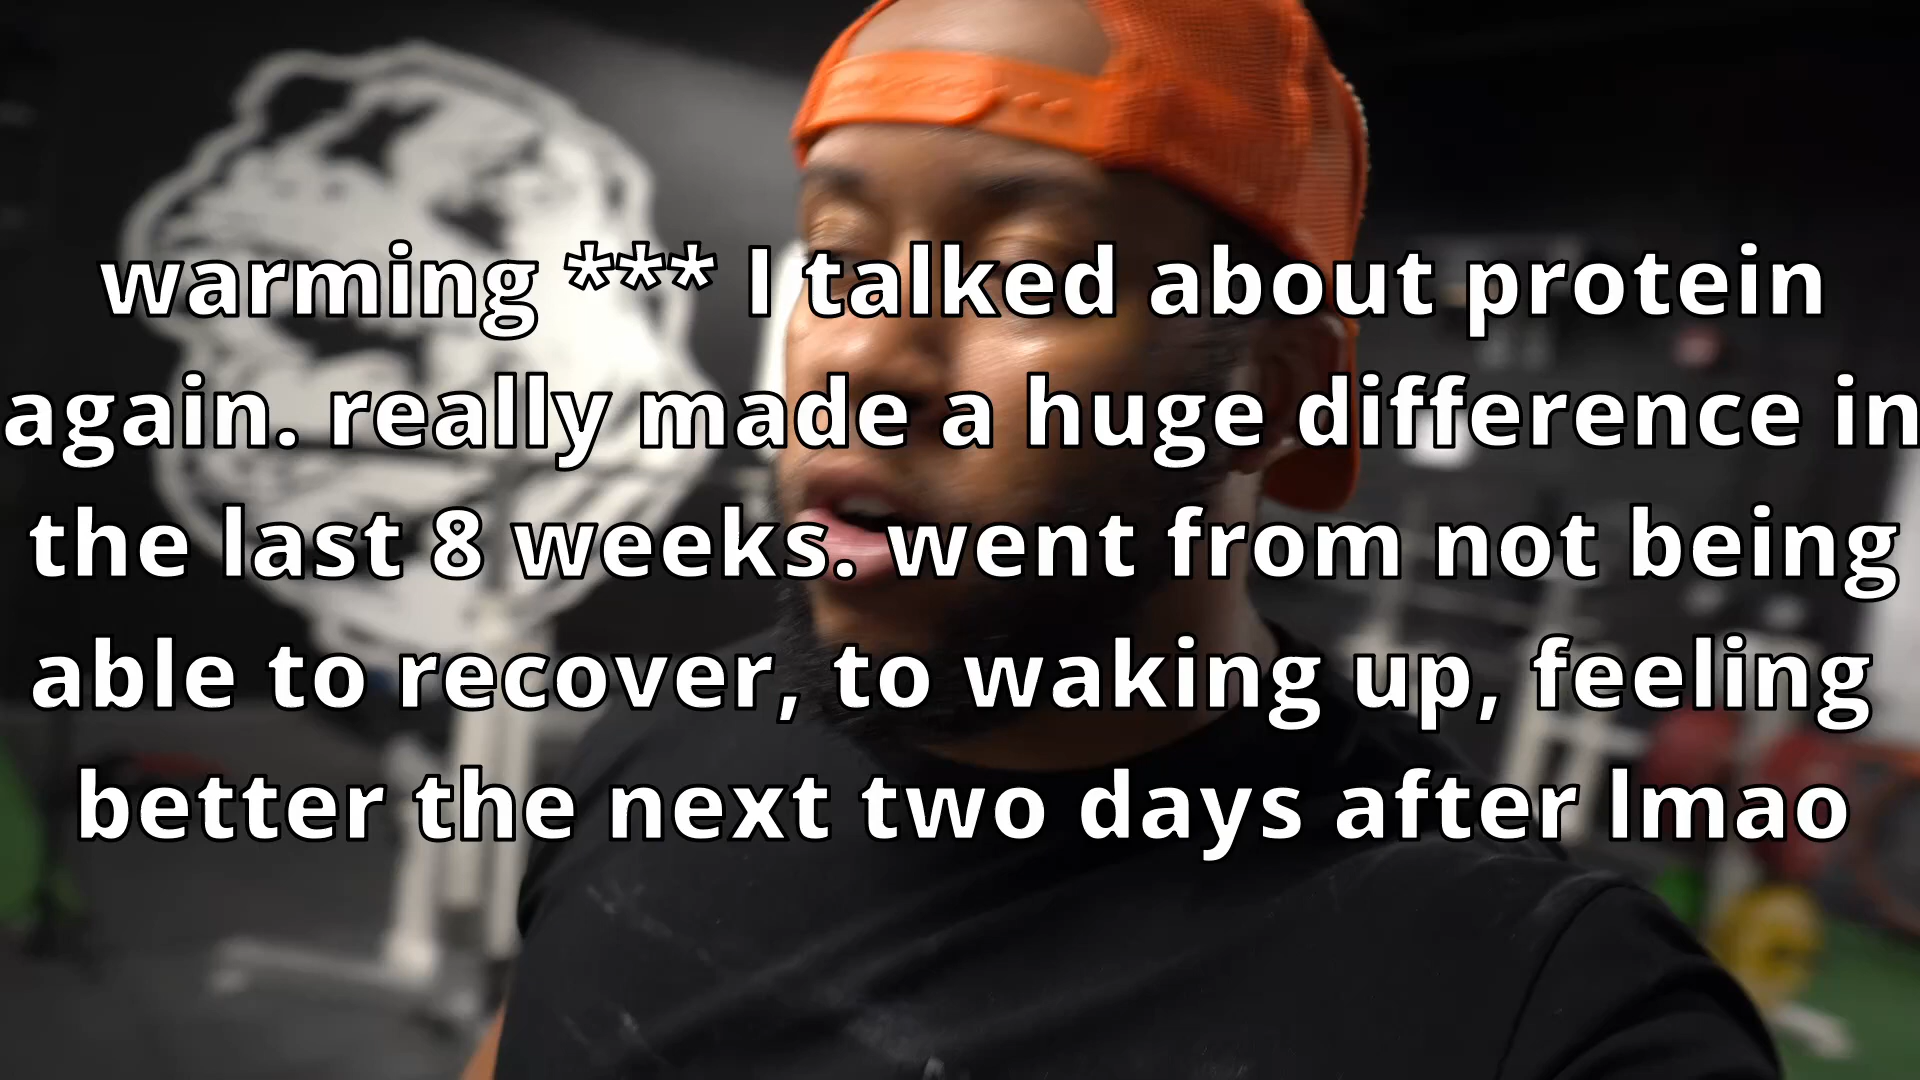 warming *** I talked about protein
again. really made a huge difference in
the last 8 weeks. went from not being
able to recover, to waking up, feeling
better the next two days after lmao